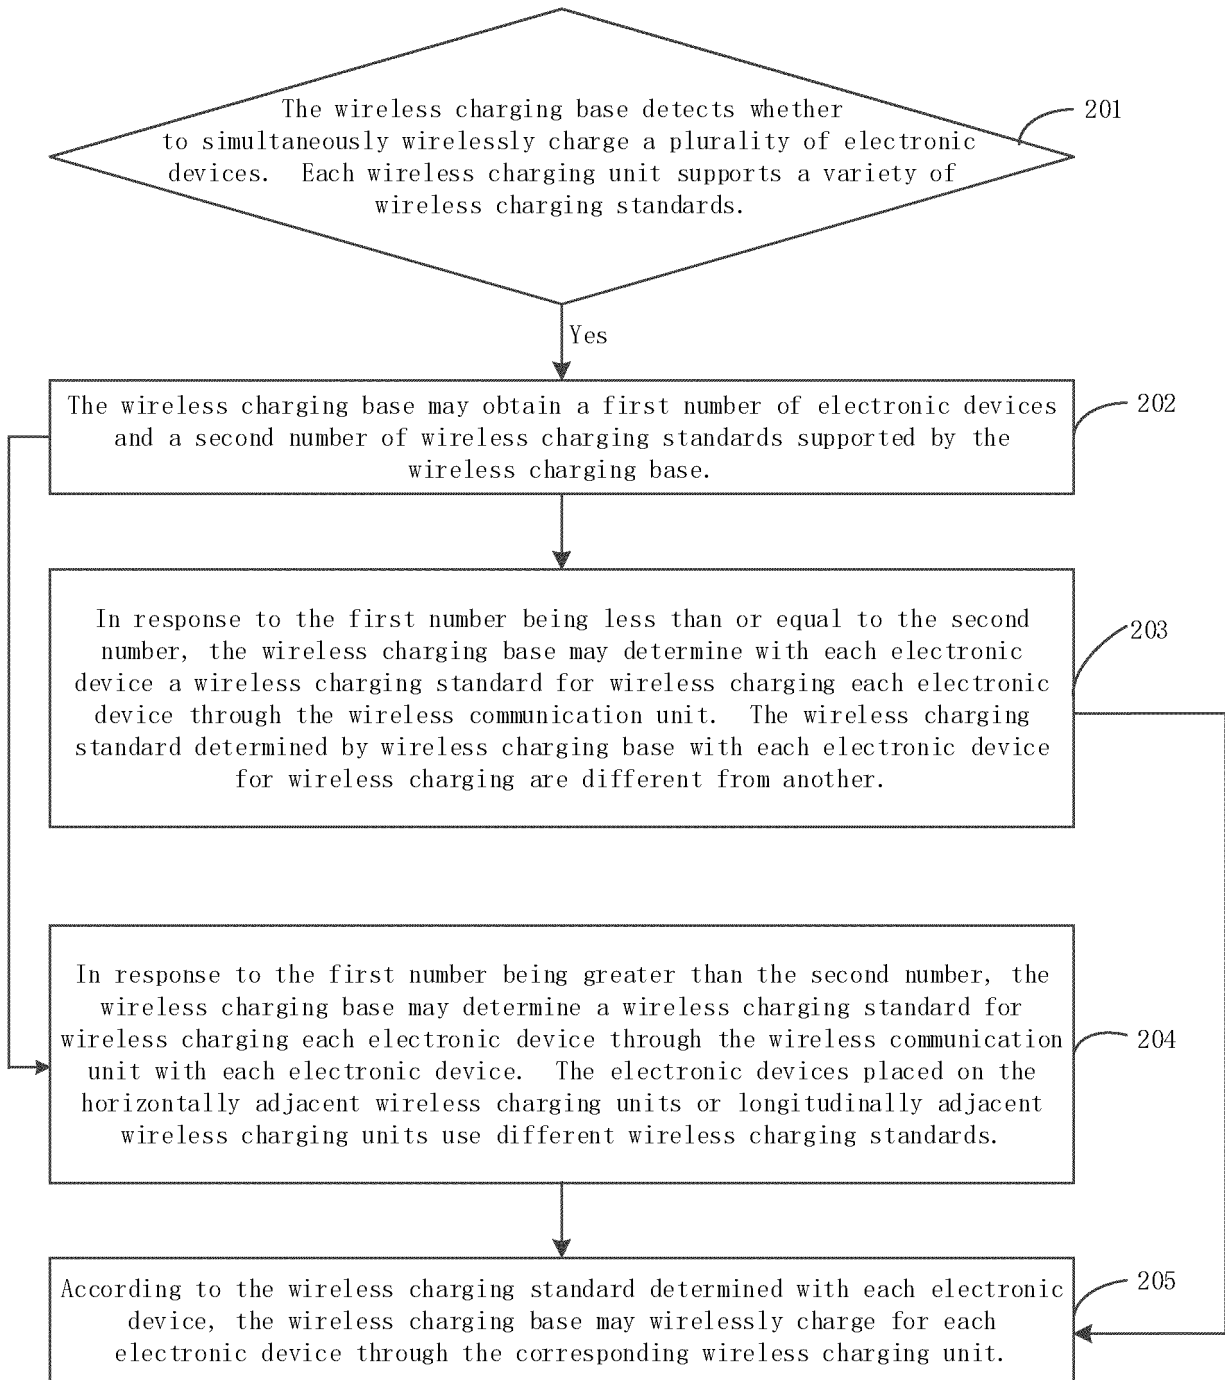 The wireless charging base detects whether
to simultaneously wirelessly charge a plurality of electronic
devices. Each wireless charging unit supports a variety of
wireless charging standards.
201
Yes
The wireless charging base may obtain a first number of electronic devices
and a second number of wireless charging standards supported by the
wireless charging base.
202
In response to the first number being less than or equal to the second
number, the wireless charging base may determine with each electronic
device a wireless charging standard for wireless charging each electronic
device through the wireless communication unit. The wireless charging
standard determined by wireless charging base with each electronic device
for wireless charging are different from another.
203
In response to the first number being greater than the second number, the
wireless charging base may determine a wireless charging standard for
wireless charging each electronic device through the wireless communication
unit with each electronic device. The electronic devices placed on the
horizontally adjacent wireless charging units or longitudinally adjacent
wireless charging units use different wireless charging standards.
204
According to the wireless charging standard determined with each electronic
device, the wireless charging base may wirelessly charge for each
electronic device through the corresponding wireless charging unit.
205